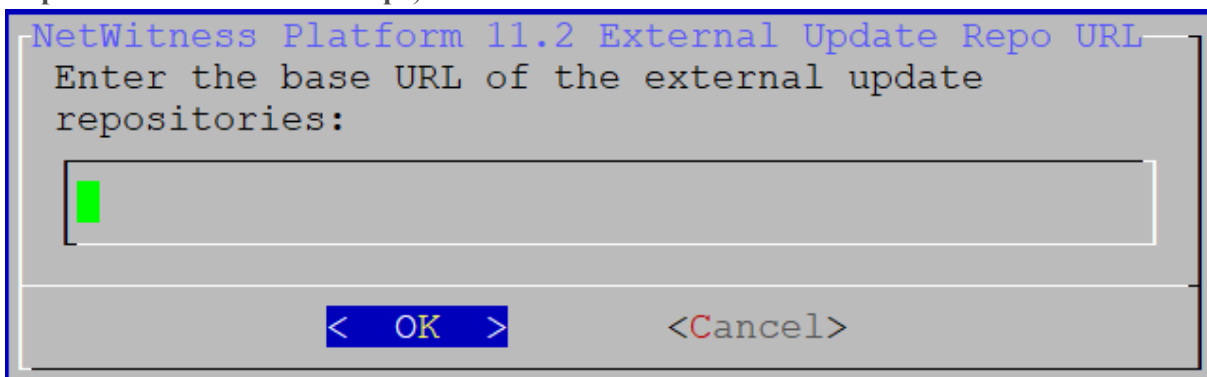 NetWitness Platform 11.2 External Update Repo URL
Enter the base URL of the external update
repositories:
< OK >
<Cancel>